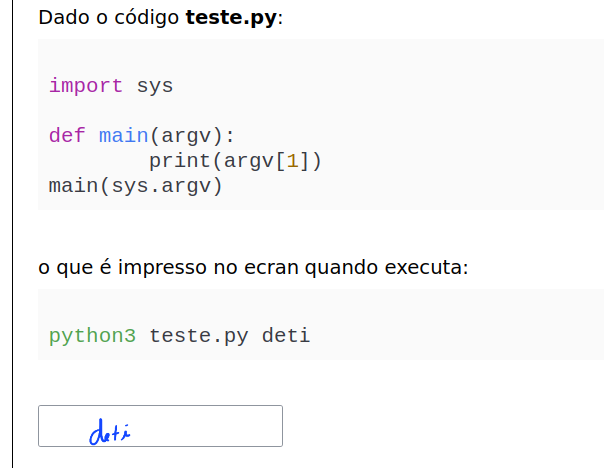 Dado o código teste.py:
import sys
def main(argv):
        print(argv[1])
main(sys.argv)
o que é impresso no ecran quando executa:
python3 teste.py deti
deti